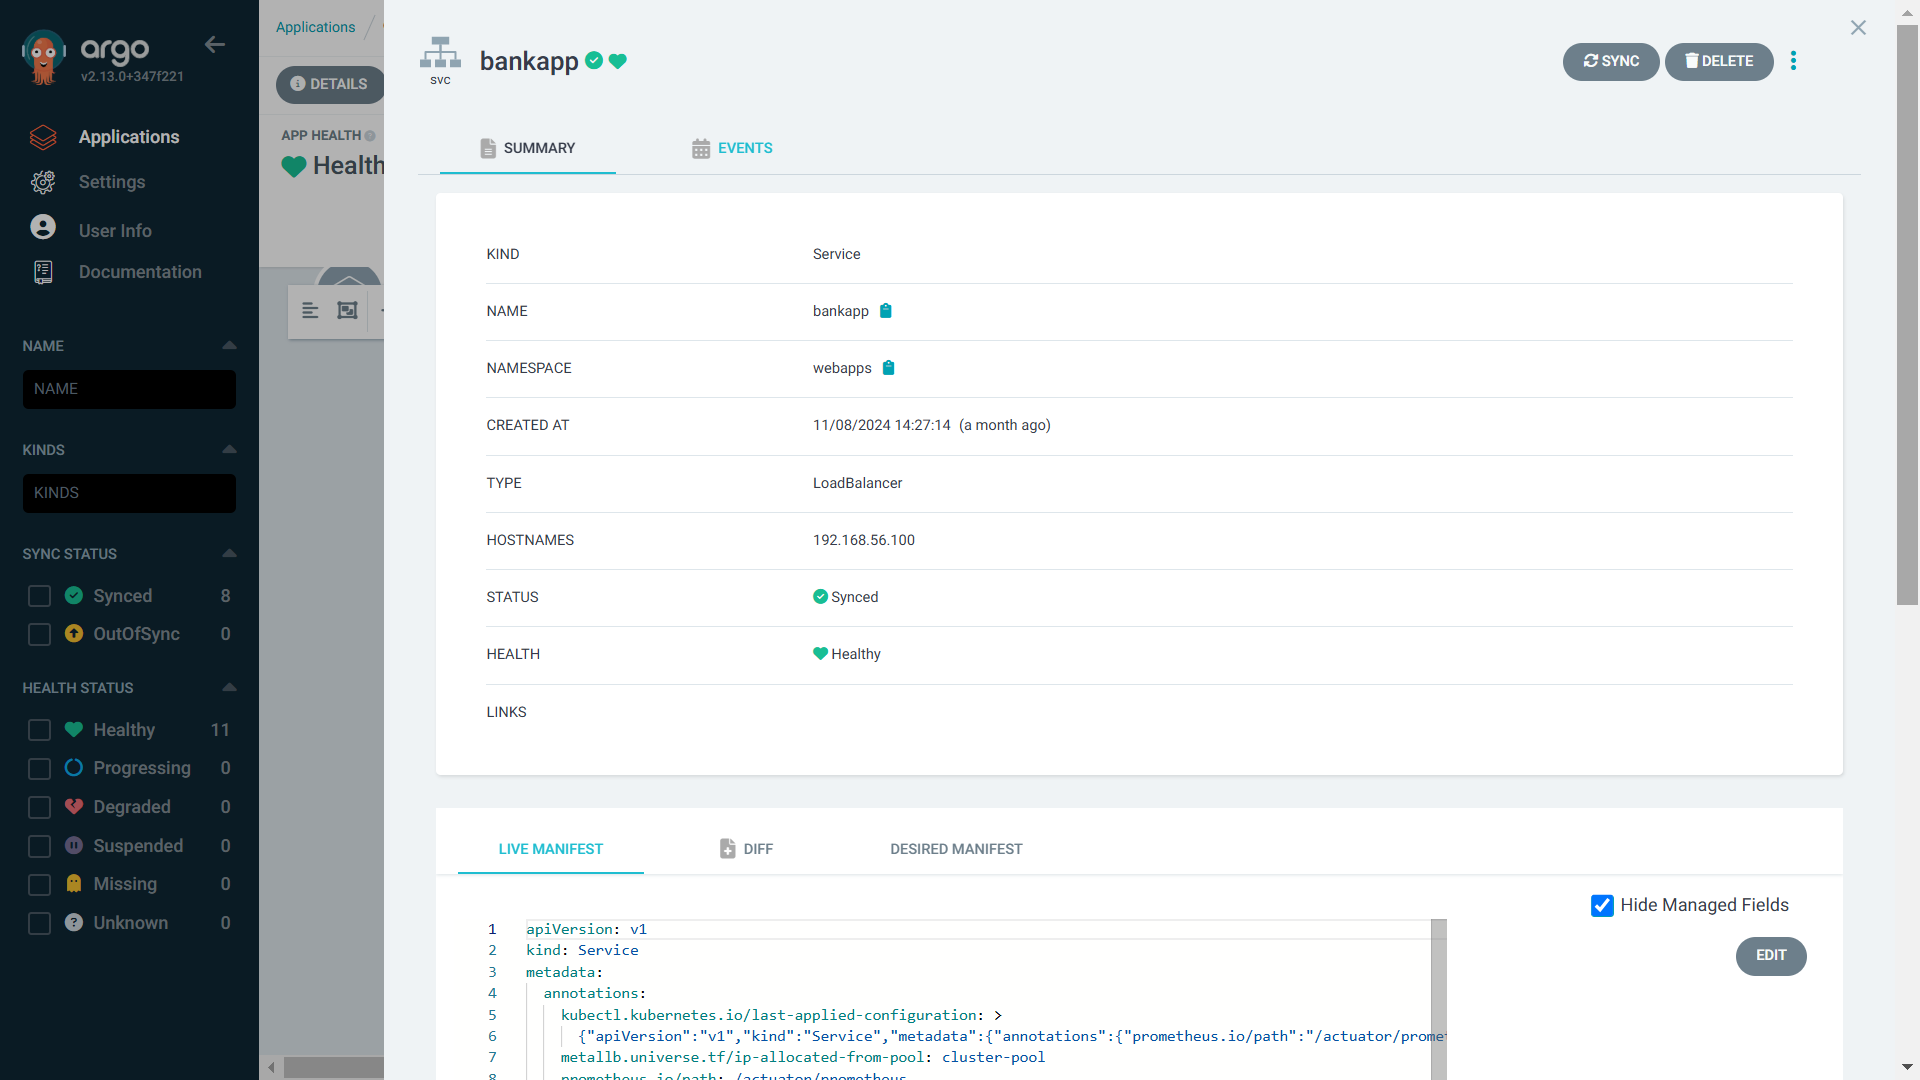 argo
v2.13.0+347f221
Applications
Settings
User Info
Documentation
NAME
NAME
KINDS
KINDS
SYNC STATUS
Synced 8
OutOfSync 0
HEALTH STATUS
Healthy 11
Progressing 0
Degraded 0
Suspended 0
Missing 0
Unknown 0
Applications /
DETAILS
APP HEALTH
Health
svc
bankapp
SYNC
DELETE
SUMMARY
EVENTS
KIND Service
NAME bankapp
NAMESPACE webapps
CREATED AT 11/08/2024 14:27:14 (a month ago)
TYPE LoadBalancer
HOSTNAMES 192.168.56.100
STATUS Synced
HEALTH Healthy
LINKS
LIVE MANIFEST
DIFF
DESIRED MANIFEST
Hide Managed Fields
EDIT
1 apiVersion: v1
2 kind: Service
3 metadata:
4 annotations:
5 kubectl.kubernetes.io/last-applied-configuration: >
6 {"apiVersion":"v1","kind":"Service","metadata":{"annotations":{"prometheus.io/path":"/actuator/prome
7 metallb.universe.tf/ip-allocated-from-pool: cluster-pool
8 prometheus.io/path: /actuator/prometheus